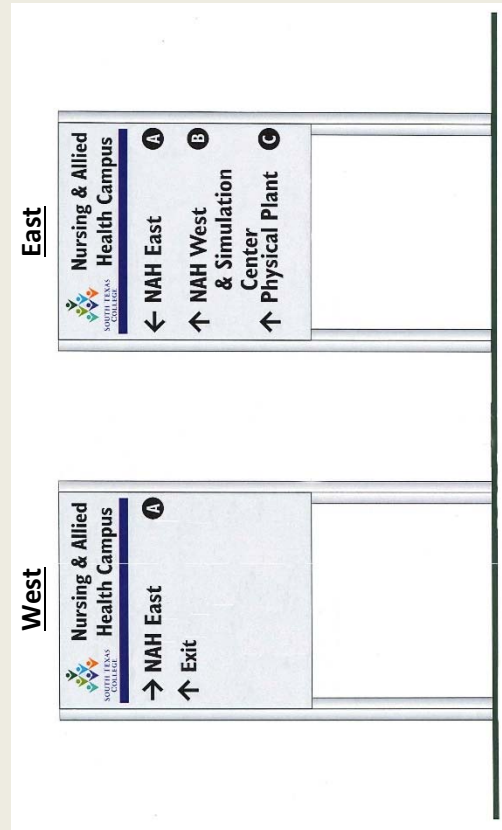 West
SOUTH TEXAS
COLLEGE
Nursing & Allied
Health Campus
→ NAH East A
↑ Exit
East
SOUTH TEXAS
COLLEGE
Nursing & Allied
Health Campus
← NAH East A
↑ NAH West B
& Simulation
Center
↑ Physical Plant C